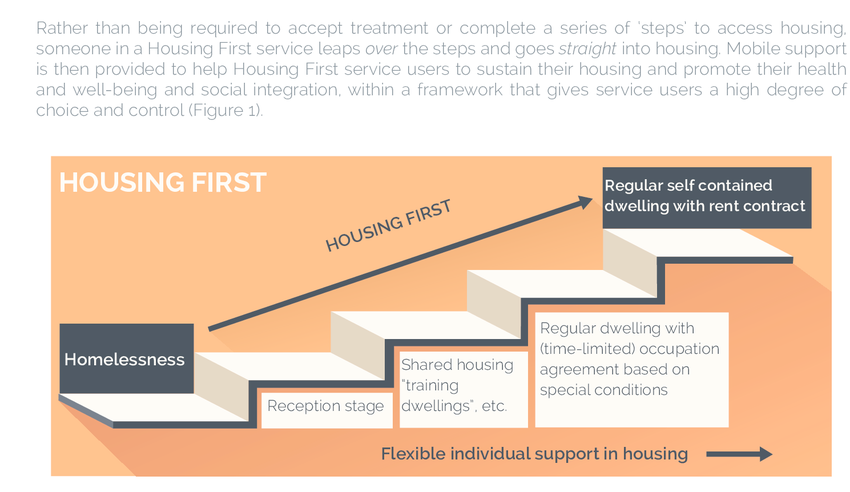 Rather than being required to accept treatment or complete a series of 'steps' to access housing,
someone in a Housing First service leaps over the steps and goes straight into housing. Mobile support
is then provided to help Housing First service users to sustain their housing and promote their health
and well-being and social integration, within a framework that gives service users a high degree of
choice and control (Figure 1).
HOUSING FIRST
HOUSING FIRST
Regular self contained
dwelling with rent contract
Homelessness
Reception stage
Shared housing
"training
dwellings", etc.
Regular dwelling with
(time-limited) occupation
agreement based on
special conditions
Flexible individual support in housing